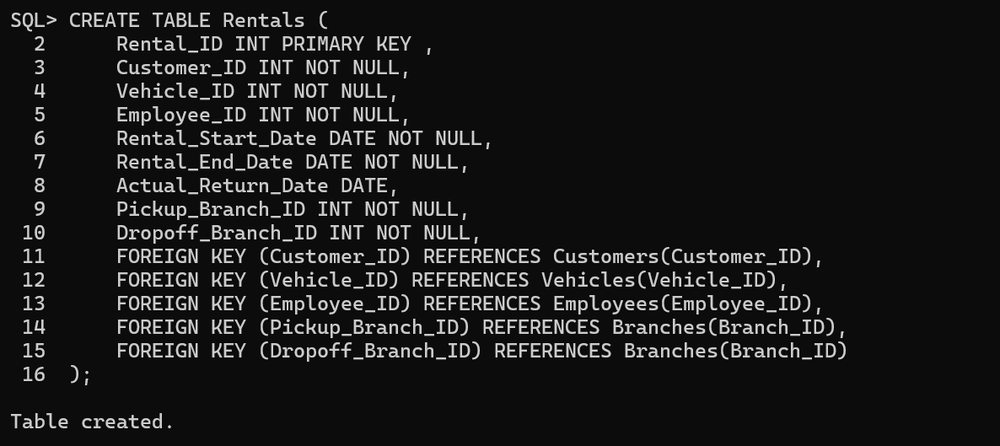 SQL> CREATE TABLE Rentals (
  2      Rental_ID INT PRIMARY KEY ,
  3      Customer_ID INT NOT NULL,
  4      Vehicle_ID INT NOT NULL,
  5      Employee_ID INT NOT NULL,
  6      Rental_Start_Date DATE NOT NULL,
  7      Rental_End_Date DATE NOT NULL,
  8      Actual_Return_Date DATE,
  9      Pickup_Branch_ID INT NOT NULL,
 10      Dropoff_Branch_ID INT NOT NULL,
 11      FOREIGN KEY (Customer_ID) REFERENCES Customers(Customer_ID),
 12      FOREIGN KEY (Vehicle_ID) REFERENCES Vehicles(Vehicle_ID),
 13      FOREIGN KEY (Employee_ID) REFERENCES Employees(Employee_ID),
 14      FOREIGN KEY (Pickup_Branch_ID) REFERENCES Branches(Branch_ID),
 15      FOREIGN KEY (Dropoff_Branch_ID) REFERENCES Branches(Branch_ID)
 16  );

Table created.